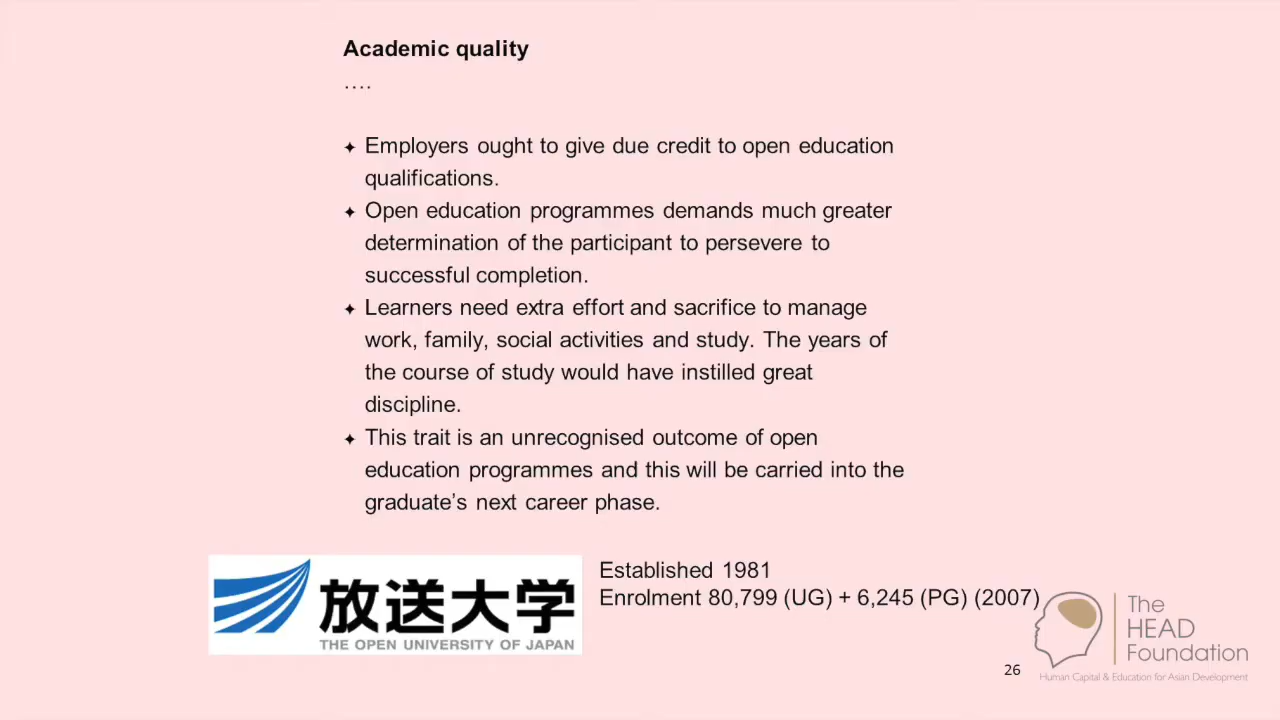 Academic quality
....
✦ Employers ought to give due credit to open education
qualifications.
✦ Open education programmes demands much greater
determination of the participant to persevere to
successful completion.
✦ Learners need extra effort and sacrifice to manage
work, family, social activities and study. The years of
the course of study would have instilled great
discipline.
✦ This trait is an unrecognised outcome of open
education programmes and this will be carried into the
graduate’s next career phase.
放送大学
THE OPEN UNIVERSITY OF JAPAN
Established 1981
Enrolment 80,799 (UG) + 6,245 (PG) (2007)
The
HEAD
Foundation
Human Capital & Education for Asian Development
26